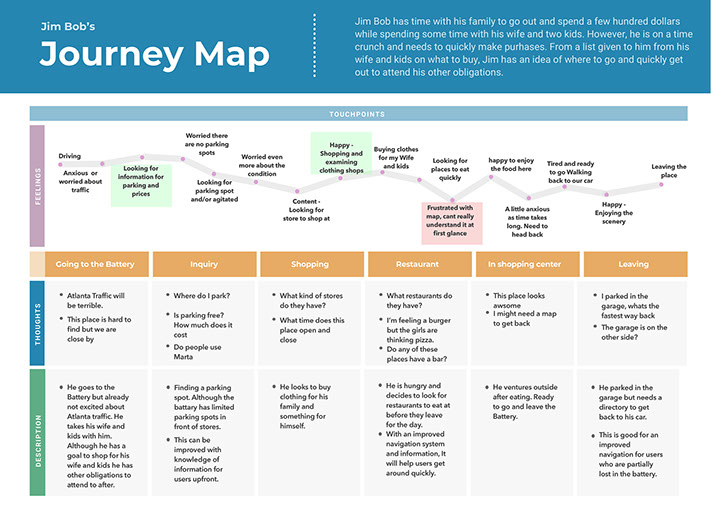 Jim Bob's
Journey Map
Jim Bob has time with his family to go out and spend a few hundred dollars
while spending some time with his wife and two kids. However, he is on a time
crunch and needs to quickly make purhases. From a list given to him from his
wife and kids on what to buy, Jim has an idea of where to go and quickly get
out to attend his other obligations.
TOUCHPOINTS
FEELINGS
Driving
Anxious or
worried about
traffic
Looking for
information for
parking and
prices
Worried there
are no parking
spots
Looking for
parking spot
and/or agitated
Worried even
more about the
condition
Content -
Looking for
store to shop at
Happy -
Shopping and
examining
clothing shops
Buying clothes
for my Wife
and kids
Looking for
places to eat
quickly
Frustrated with
map, cant really
understand it at
first glance
happy to enjoy
the food here
A little anxious
as time takes
long. Need to
head back
Tired and ready
to go Walking
back to our car
Happy -
Enjoying the
scenery
Leaving the
place
Going to the Battery
Inquiry
Shopping
Restaurant
In shopping center
Leaving
THOUGHTS
* Atlanta Traffic will
be terrible.
* This place is hard to
find but we are
close by
* Where do I park?
* Is parking free?
How much does it
cost
* Do people use
Marta
* What kind of stores
do they have?
* What time does this
place open and
close
* What restaurants do
they have?
* I'm feeling a burger
but the girls are
thinking pizza.
* Do any of these
places have a bar?
* This place looks
awsome
* I might need a map
to get back
* I parked in the
garage, whats the
fastest way back
* The garage is on the
other side?
DESCRIPTION
• He goes to the
Battery but already
not excited about
Atlanta traffic. He
takes his wife and
kids with him.
Although he has a
goal to shop for his
wife and kids he has
other obligations to
attend to after.
• Finding a parking
spot. Although the
battary has limited
parking spots in
front of stores.
• This can be
improved with
knowledge of
information for
users upfront.
• He looks to buy
clothing for his
family and
something for
himself.
• He is hungry and
decides to look for
restaurants to eat at
before they leave
for the day.
• With an improved
navigation system
and information, It
will help users get
around quickly.
• He ventures outside
after eating. Ready
to go and leave the
Battery.
• He parked in the
garage but needs a
directory to get
back to his car.
• This is good for an
improved
navigation for users
who are partially
lost in the battery.